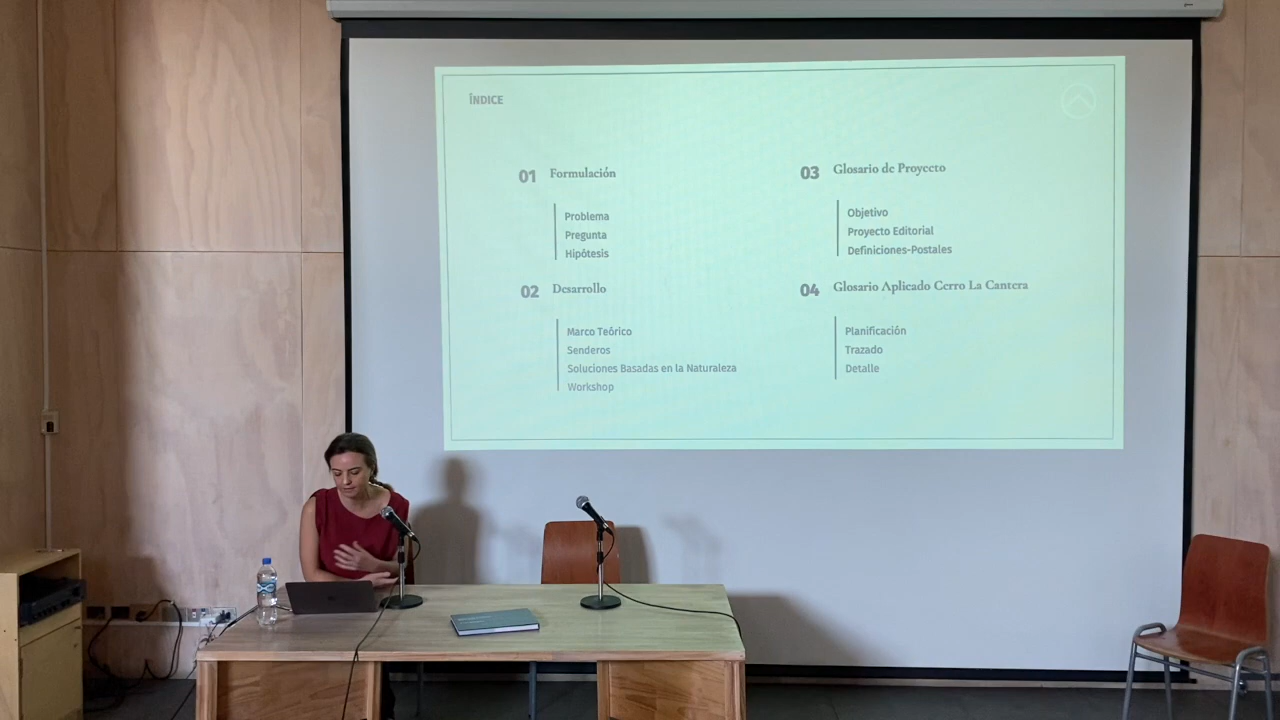 ÍNDICE
01 Formulación
Problema
Pregunta
Hipótesis
02 Desarrollo
Marco Teórico
Senderos
Soluciones Basadas en la Naturaleza
Workshop
03 Glosario de Proyecto
Objetivo
Proyecto Editorial
Definiciones-Postales
04 Glosario Aplicado Cerro La Cantera
Planificación
Trazado
Detalle